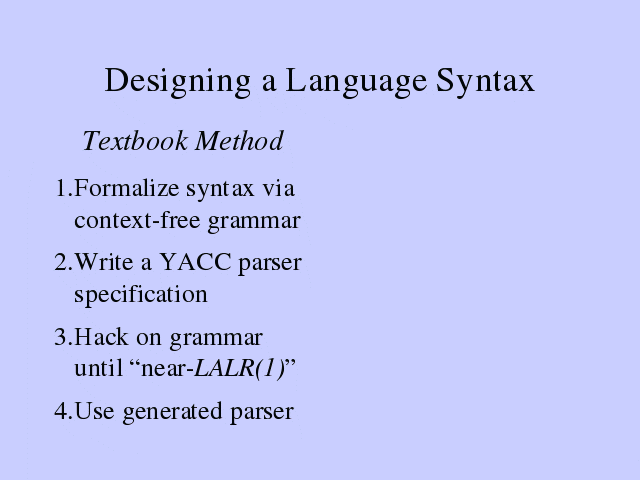 Designing a Language Syntax
Textbook Method
1.Formalize syntax via
context-free grammar
2.Write a YACC parser
specification
3.Hack on grammar
until “near-LALR(1)”
4.Use generated parser